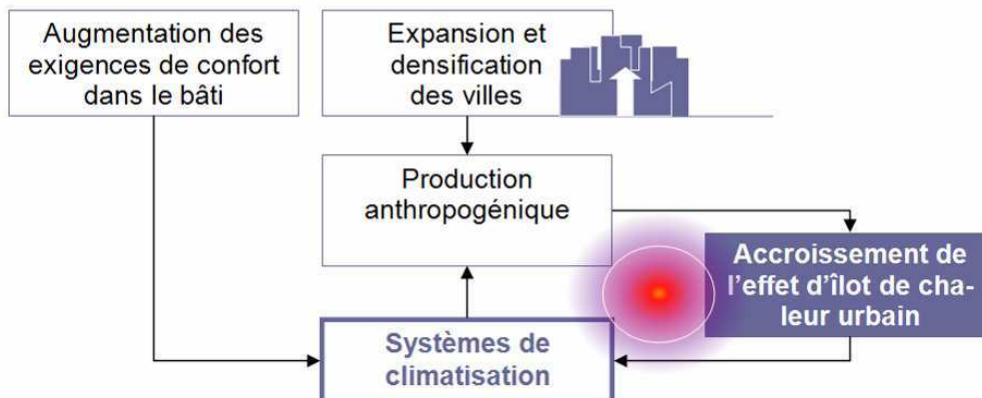 Augmentation des
exigences de confort
dans le bâti
Expansion et
densification
des villes
Production
anthropogénique
Accroissement de
l'effet d'îlot de cha-
leur urbain
Systèmes de
climatisation